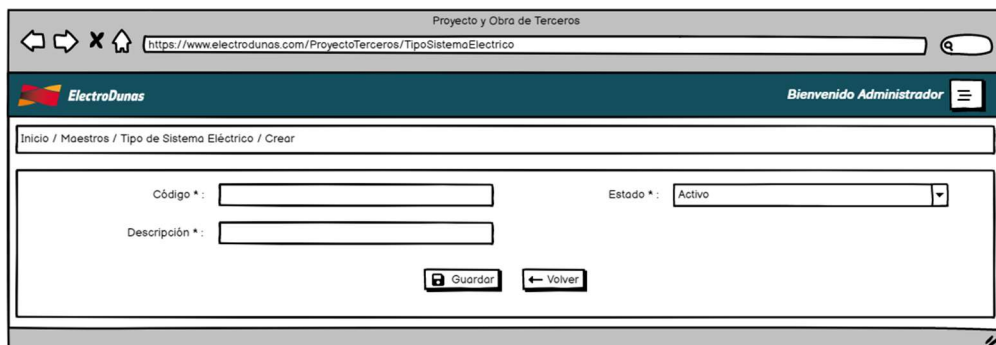 Proyecto y Obra de Terceros
https://www.electrodunas.com/ProyectoTerceros/TipoSistemaElectrico
ElectroDunas
Bienvenido Administrador
Inicio / Maestros / Tipo de Sistema Eléctrico / Crear
Código * :
Estado * : Activo
Descripción * :
Guardar
Volver